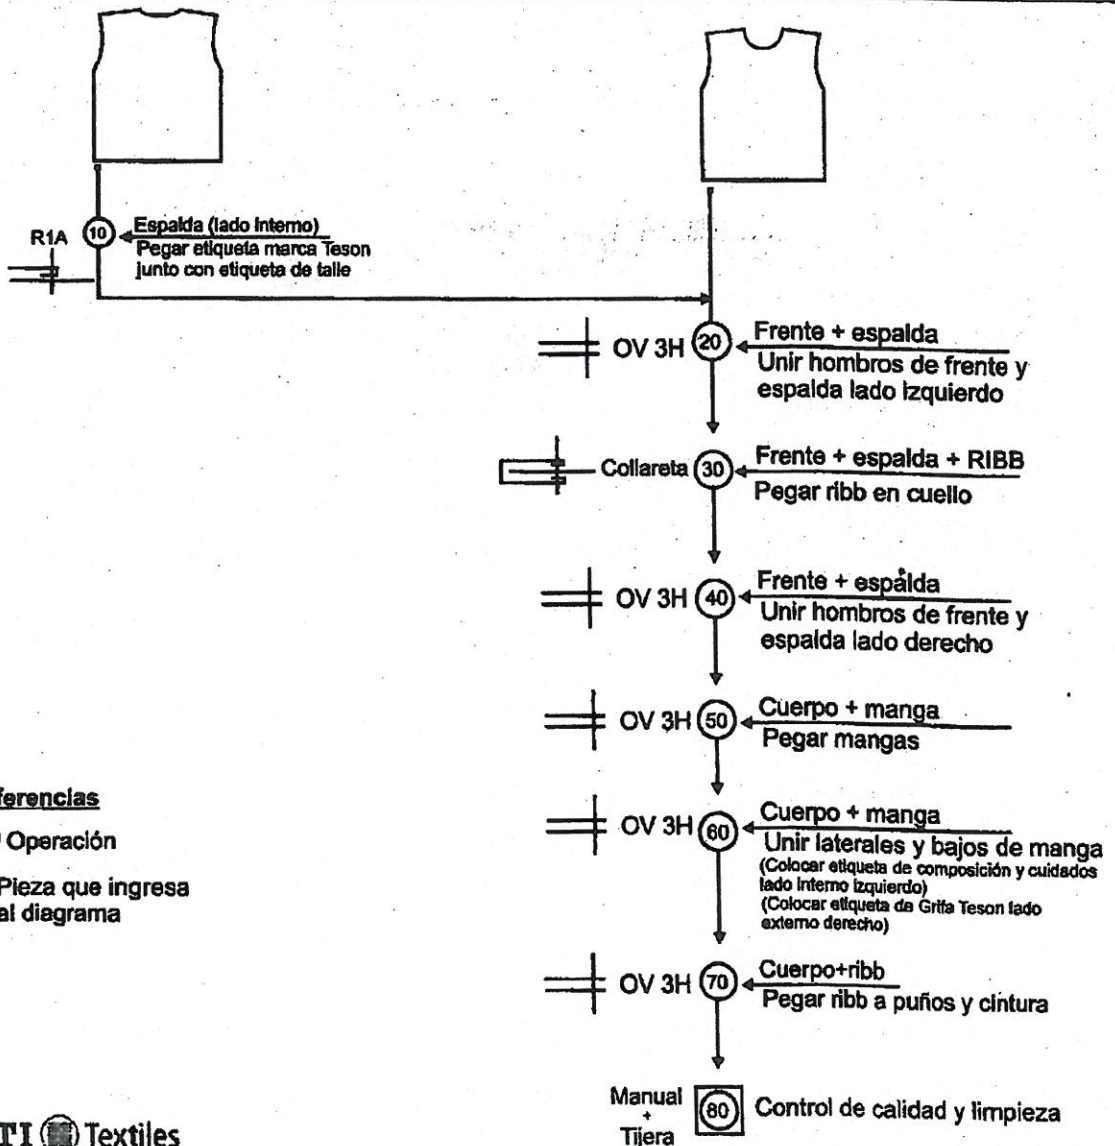 R1A
10
Espalda (lado Interno)
Pegar etiqueta marca Teson
junto con etiqueta de talle
OV 3H
20
Frente + espalda
Unir hombros de frente y
espalda lado izquierdo
Collareta
30
Frente + espalda + RIBB
Pegar ribb en cuello
OV 3H
40
Frente + espalda
Unir hombros de frente y
espalda lado derecho
OV 3H
50
Cuerpo + manga
Pegar mangas
OV 3H
60
Cuerpo + manga
Unir laterales y bajos de manga
(Colocar etiqueta de composición y cuidados
lado Interno izquierdo)
(Colocar etiqueta de Grifa Teson lado
externo derecho)
OV 3H
70
Cuerpo+ribb
Pegar ribb a puños y cintura
Manual
+
Tijera
80
Control de calidad y limpieza
ferencias
Operación
Pieza que ingresa
al diagrama
TI Textiles